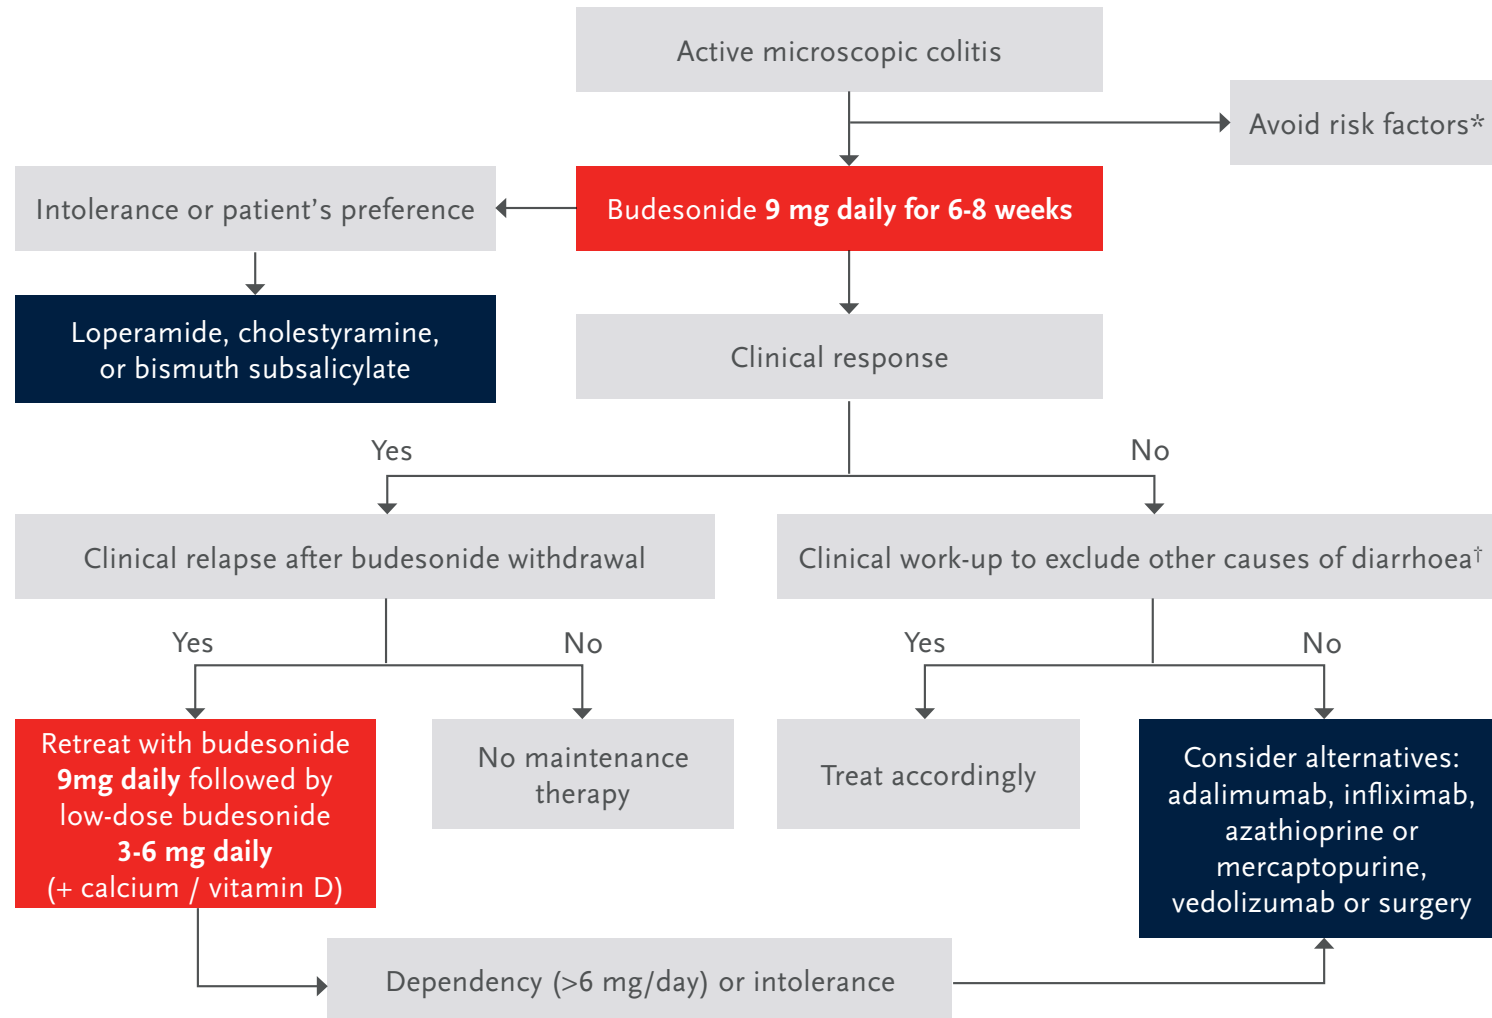 Active microscopic colitis
Avoid risk factors*
Intolerance or patient’s preference
Budesonide 9 mg daily for 6-8 weeks
Loperamide, cholestyramine,
or bismuth subsalicylate
Clinical response
Yes
No
Clinical relapse after budesonide withdrawal
Clinical work-up to exclude other causes of diarrhoea†
Yes
No
Yes
No
Retreat with budesonide
9mg daily followed by
low-dose budesonide
3-6 mg daily
(+ calcium / vitamin D)
No maintenance
therapy
Treat accordingly
Consider alternatives:
adalimumab, infliximab,
azathioprine or
mercaptopurine,
vedolizumab or surgery
Dependency (>6 mg/day) or intolerance